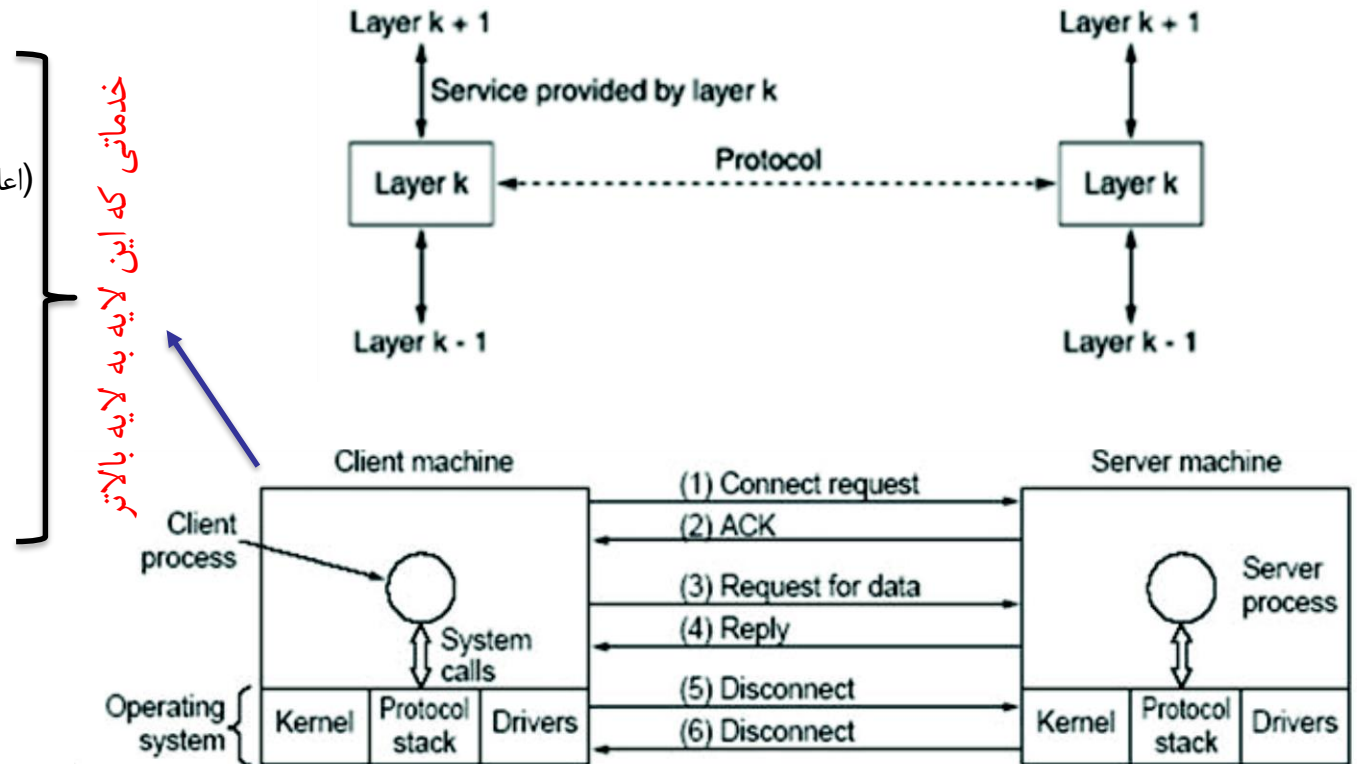 Layer k + 1
Layer k + 1
Service provided by layer k
Protocol
Layer k
Layer k
Layer k - 1
Layer k - 1
خدماتی که این لایه به لایه بالاتر
Client machine
Server machine
(1) Connect request
(2) ACK
Client
process
(3) Request for data
(4) Reply
Server
process
System
calls
(5) Disconnect
(6) Disconnect
Operating
system
Kernel
Protocol
stack
Drivers
Kernel
Protocol
stack
Drivers